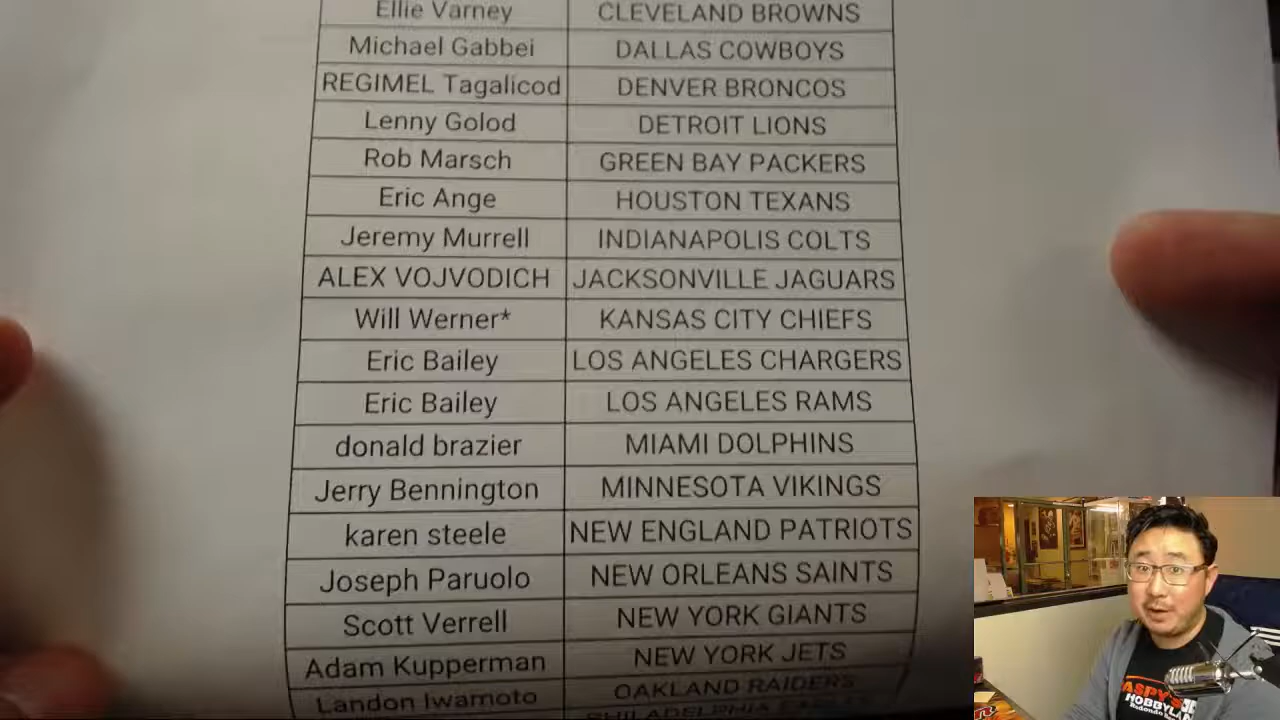 Ellie Varney CLEVELAND BROWNS
Michael Gabbei DALLAS COWBOYS
REGIMEL Tagalicod DENVER BRONCOS
Lenny Golod DETROIT LIONS
Rob Marsch GREEN BAY PACKERS
Eric Ange HOUSTON TEXANS
Jeremy Murrell INDIANAPOLIS COLTS
ALEX VOJVODICH JACKSONVILLE JAGUARS
Will Werner* KANSAS CITY CHIEFS
Eric Bailey LOS ANGELES CHARGERS
Eric Bailey LOS ANGELES RAMS
donald brazier MIAMI DOLPHINS
Jerry Bennington MINNESOTA VIKINGS
karen steele NEW ENGLAND PATRIOTS
Joseph Paruolo NEW ORLEANS SAINTS
Scott Verrell NEW YORK GIANTS
Adam Kupperman NEW YORK JETS
Landon Iwamoto OAKLAND RAIDERS
PHILADELPHIA EAGLES
HOBBY